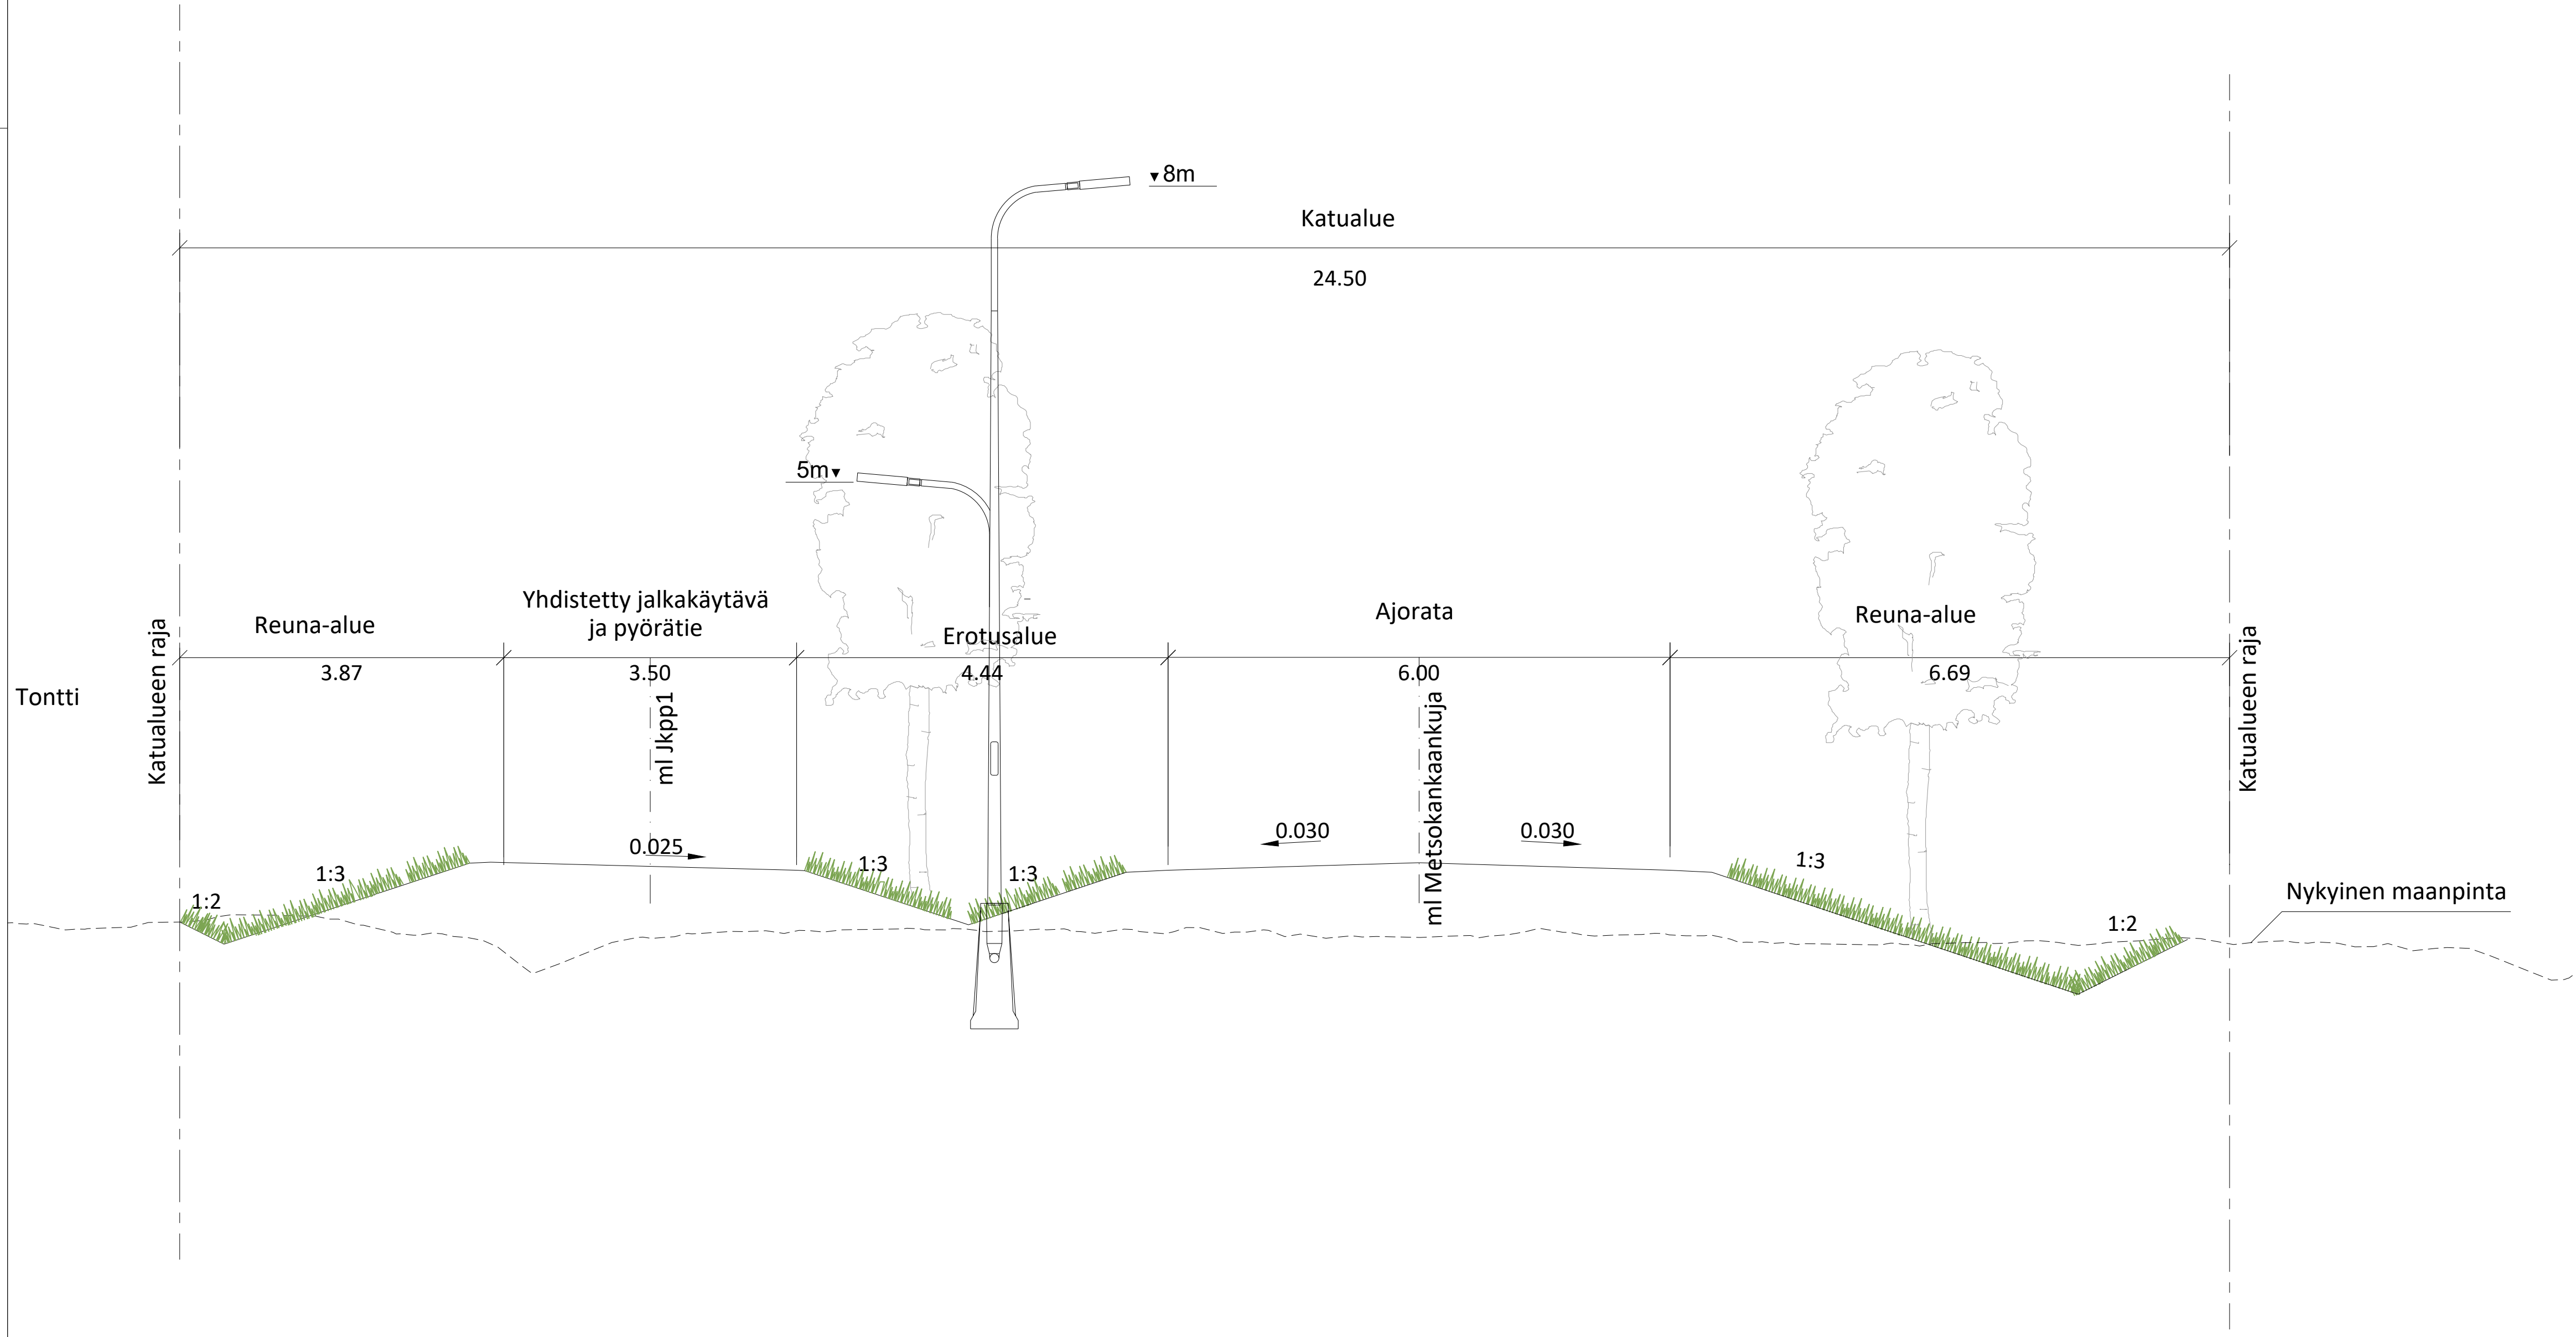 8m
Katualue
24.50
5m
Yhdistetty jalkakäytävä
ja pyörätie
Reuna-alue
Erotusalue
Ajorata
Reuna-alue
3.87
3.50
4.44
6.00
6.69
Tontti
Katualueen raja
ml Jkpp1
ml Metsokankaankuja
Katualueen raja
0.025
0.030
0.030
1:2
1:3
1:3
1:3
1:3
1:2
Nykyinen maanpinta